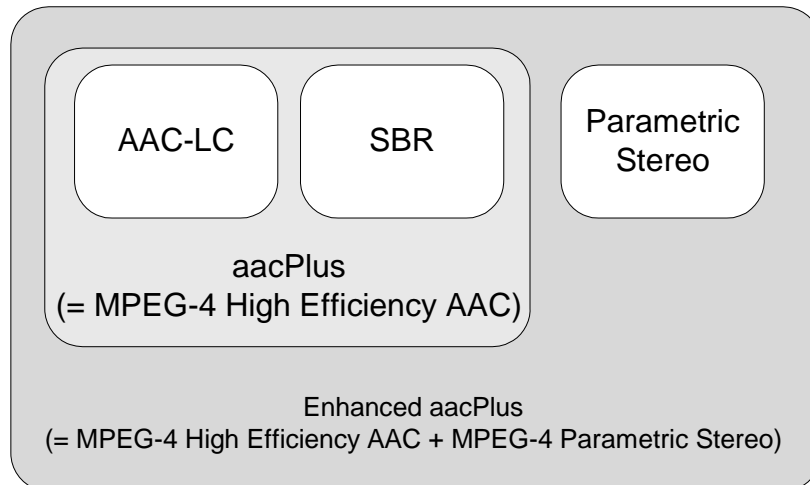 AAC-LC
SBR
Parametric
Stereo
aacPlus
(= MPEG-4 High Efficiency AAC)
Enhanced aacPlus
(= MPEG-4 High Efficiency AAC + MPEG-4 Parametric Stereo)